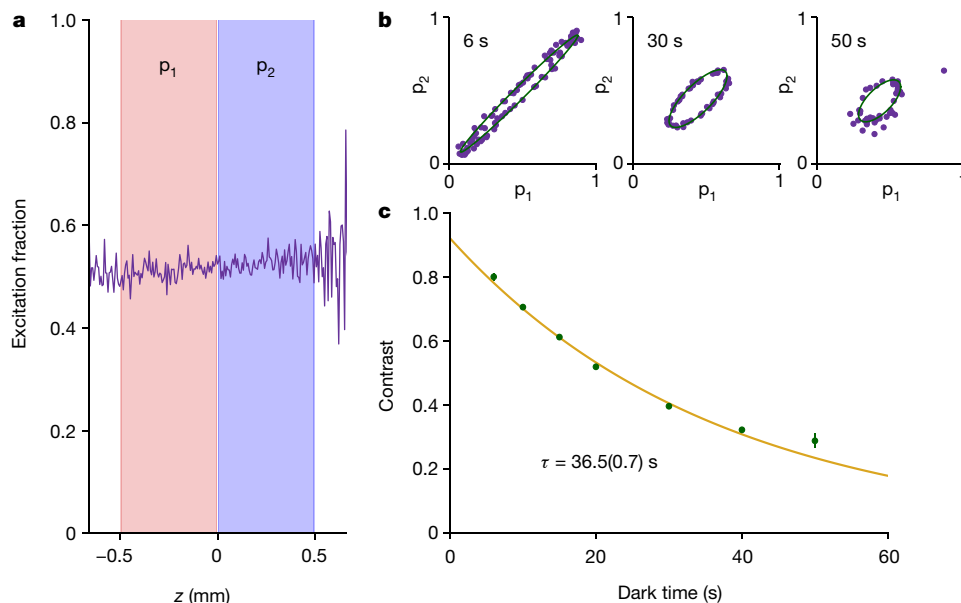 a
1.0
0.8
0.6
0.4
0.2
0
Excitation fraction
p1
p2
−0.5
0
0.5
z (mm)
b
6 s
30 s
50 s
1
p2
0
0
p1
1
1
p2
0
0
p1
1
1
p2
0
0
p1
1
c
1.0
0.8
0.6
0.4
0.2
0
Contrast
τ = 36.5(0.7) s
0
20
40
60
Dark time (s)